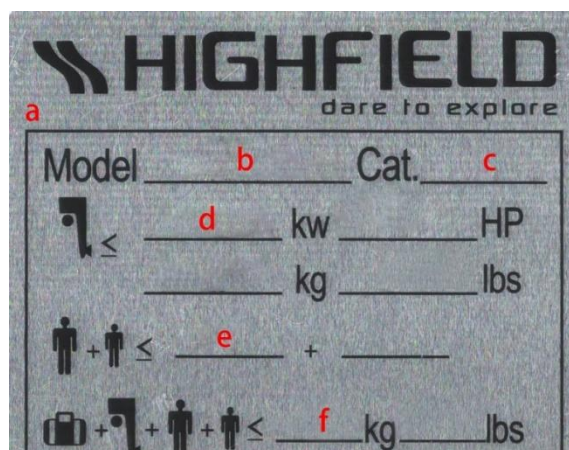 HIGHFIELD
dare to explore
a
Model b Cat. c
≤ d kw HP
kg lbs
+ ≤ e +
+ + + ≤ f kg lbs